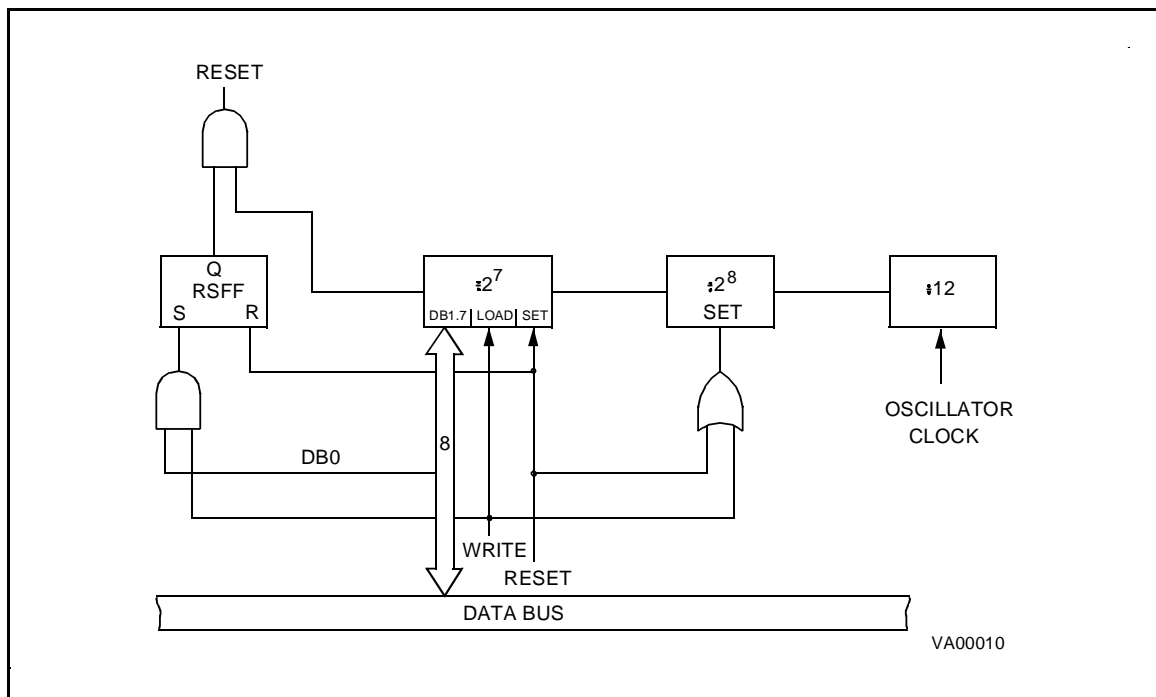 RESET
Q
RSFF
S R
÷2⁷
DB1.7 LOAD SET
÷2⁸
SET
÷12
OSCILLATOR
CLOCK
DB0
8
WRITE
RESET
DATA BUS
VA00010